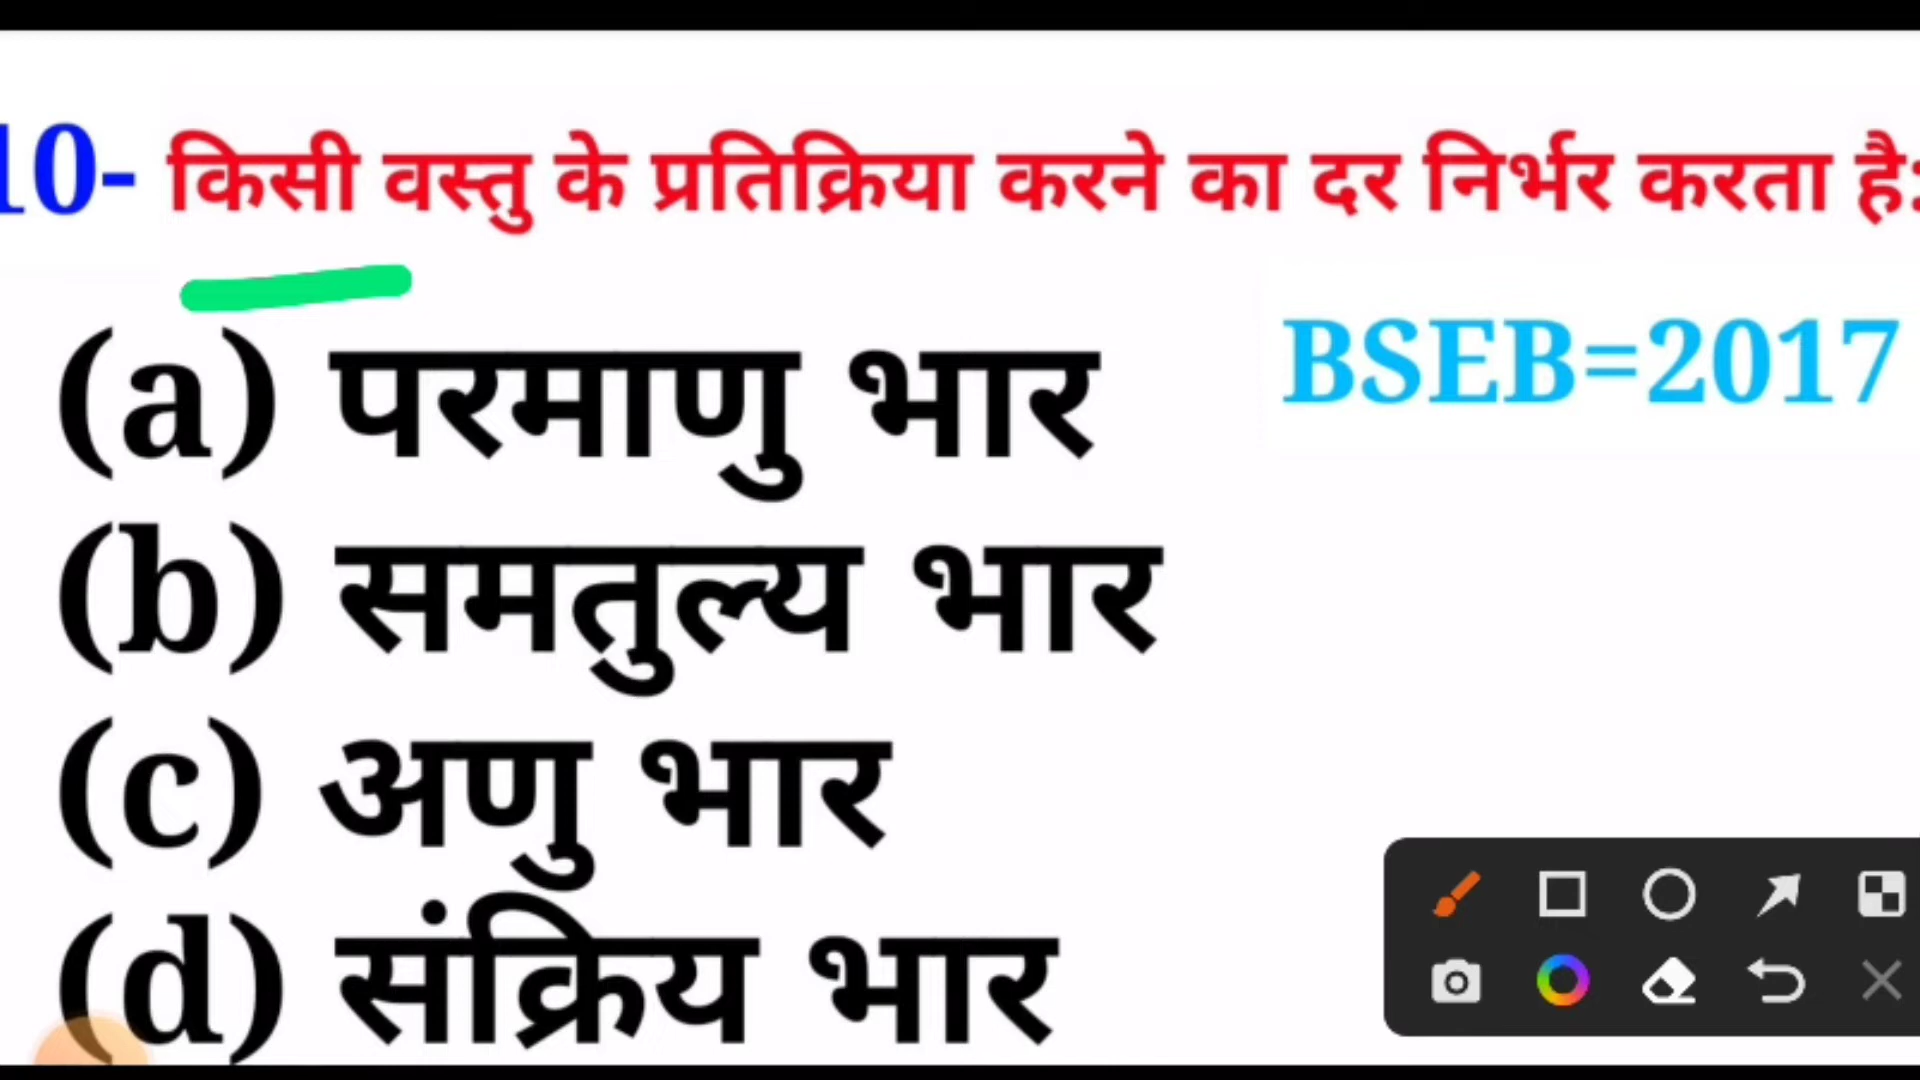 10- किसी वस्तु के प्रतिक्रिया करने का दर निर्भर करता है:
BSEB=2017
(a) परमाणु भार
(b) समतुल्य भार
(c) अणु भार
(d) संक्रिय भार